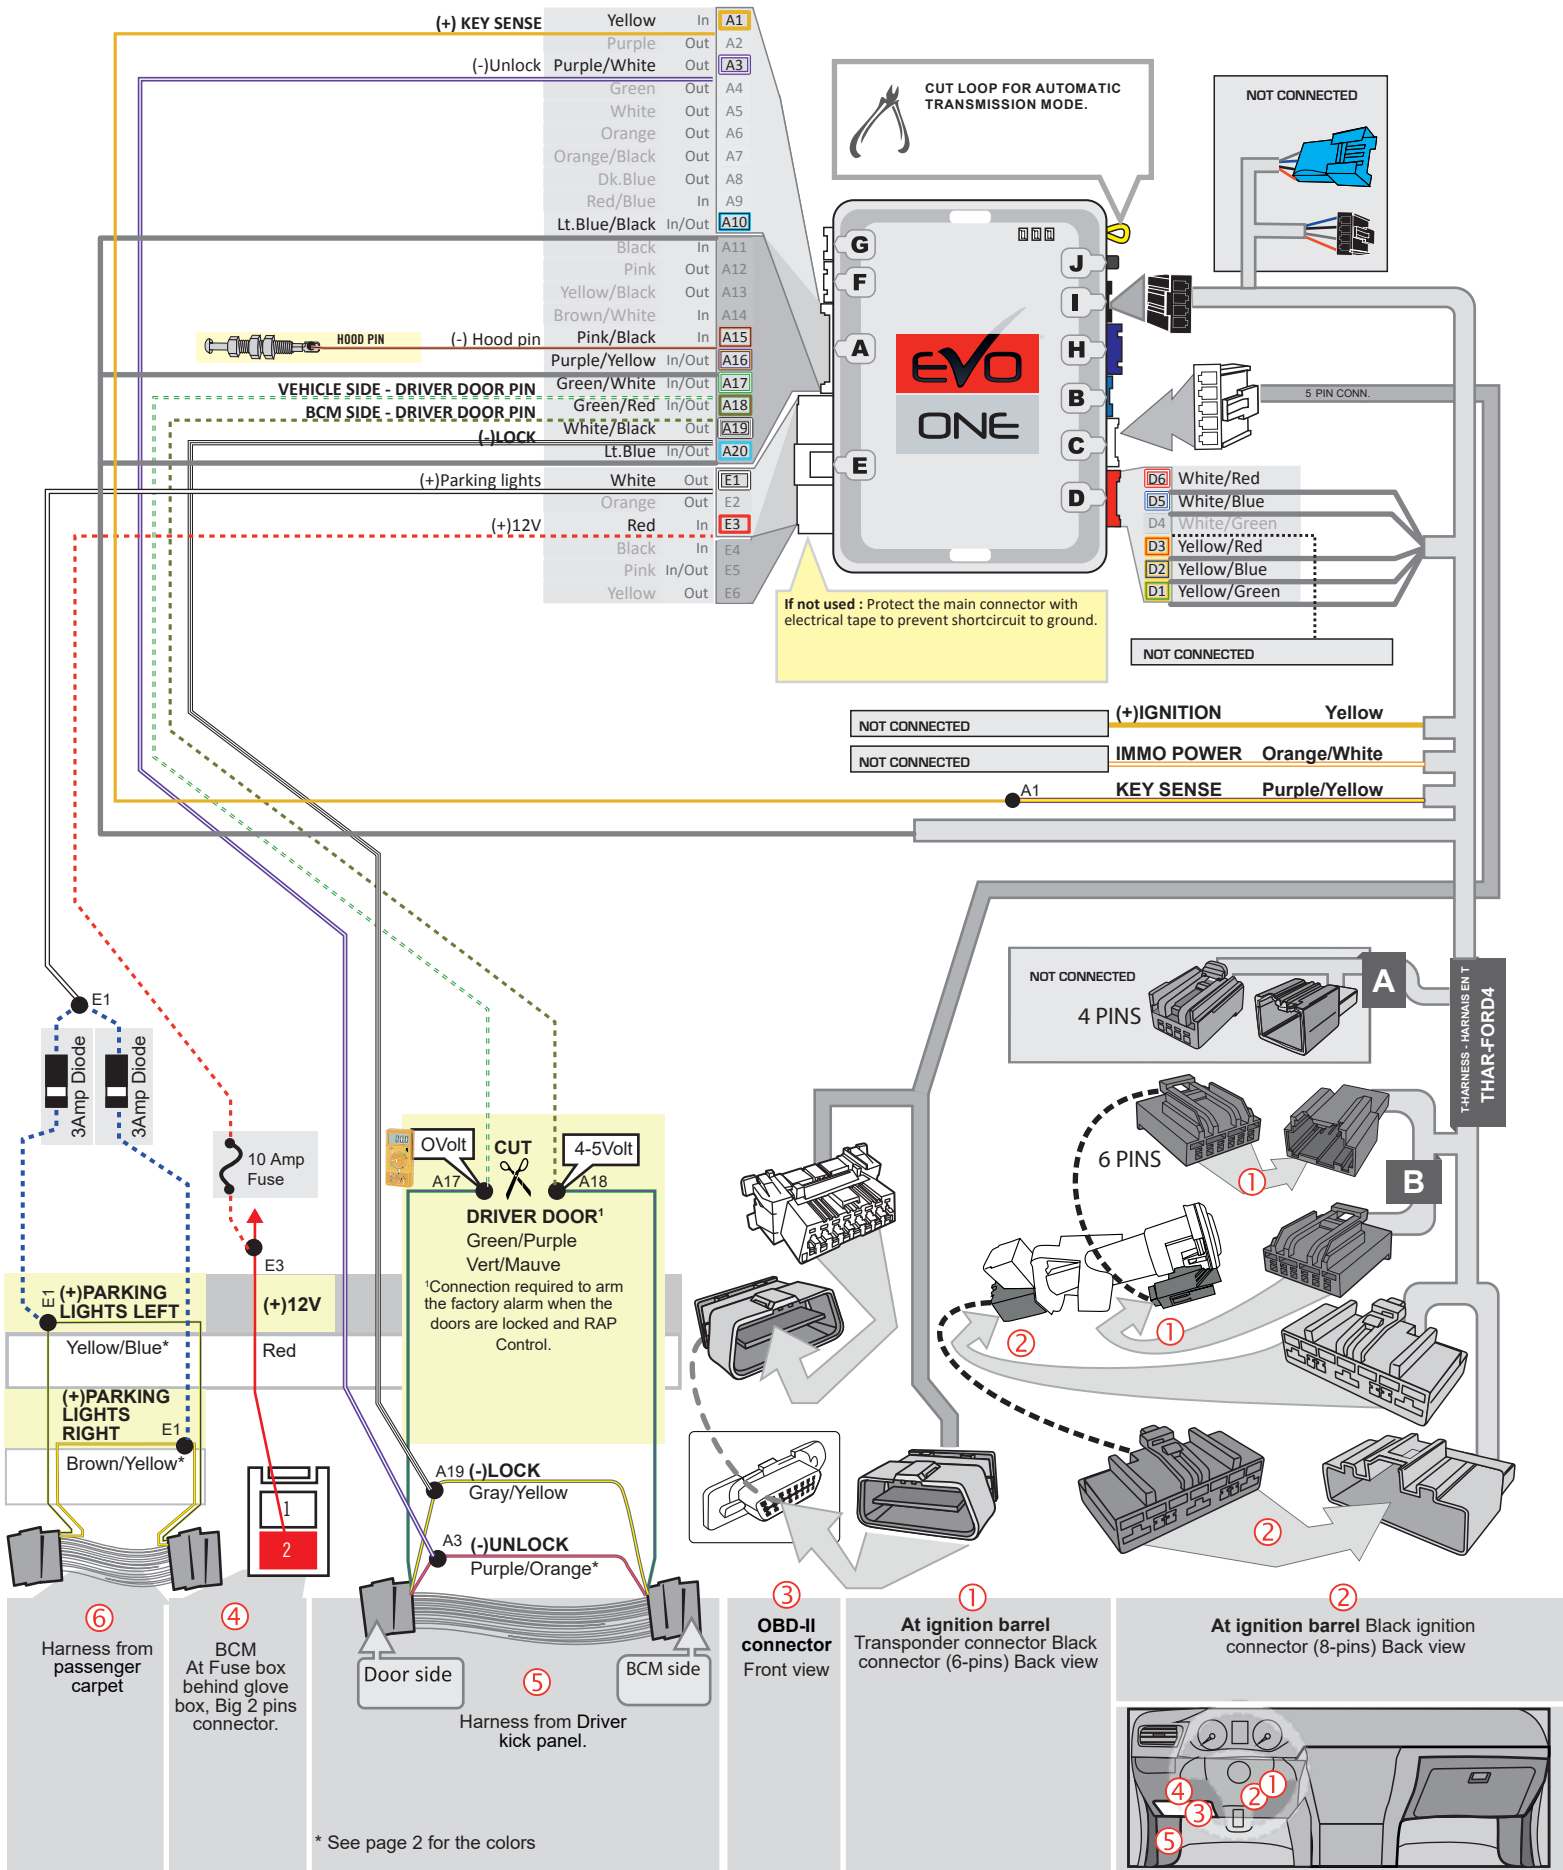 (+) KEY SENSE Yellow In A1
Purple Out A2
(-)Unlock Purple/White Out A3
Green Out A4
White Out A5
Orange Out A6
Orange/Black Out A7
Dk.Blue Out A8
Red/Blue In A9
Lt.Blue/Black In/Out A10
Black In A11
Pink Out A12
Yellow/Black Out A13
Brown/White In A14
HOOD PIN (-) Hood pin Pink/Black In A15
Purple/Yellow In/Out A16
VEHICLE SIDE - DRIVER DOOR PIN Green/White In/Out A17
BCM SIDE - DRIVER DOOR PIN Green/Red In/Out A18
(-)LOCK White/Black Out A19
Lt.Blue In/Out A20
(+)Parking lights White Out E1
Orange Out E2
(+)12V Red In E3
Black In E4
Pink In/Out E5
Yellow Out E6
CUT LOOP FOR AUTOMATIC
TRANSMISSION MODE.
NOT CONNECTED
G
F
A
E
J
I
H
B
C
D
EVO
ONE
5 PIN CONN.
D6 White/Red
D5 White/Blue
D4 White/Green
D3 Yellow/Red
D2 Yellow/Blue
D1 Yellow/Green
NOT CONNECTED
If not used : Protect the main connector with
electrical tape to prevent shortcircuit to ground.
NOT CONNECTED (+)IGNITION Yellow
NOT CONNECTED IMMO POWER Orange/White
A1 KEY SENSE Purple/Yellow
NOT CONNECTED
4 PINS
A
T-HARNESS - HARNAIS EN T
THAR-FORD4
6 PINS
B
1
1
2
2
E1
3Amp Diode
3Amp Diode
10 Amp
Fuse
E3
E1
(+)PARKING
LIGHTS LEFT
Yellow/Blue*
(+)12V
Red
(+)PARKING
LIGHTS
RIGHT
E1
Brown/Yellow*
1
2
0Volt
CUT
4-5Volt
A17
A18
DRIVER DOOR¹
Green/Purple
Vert/Mauve
¹Connection required to arm
the factory alarm when the
doors are locked and RAP
Control.
A19 (-)LOCK
Gray/Yellow
A3 (-)UNLOCK
Purple/Orange*
6
Harness from
passenger
carpet
4
BCM
At Fuse box
behind glove
box, Big 2 pins
connector.
Door side
BCM side
5
Harness from Driver
kick panel.
* See page 2 for the colors
3
OBD-II
connector
Front view
1
At ignition barrel
Transponder connector Black
connector (6-pins) Back view
2
At ignition barrel Black ignition
connector (8-pins) Back view
4
3
5
2
1